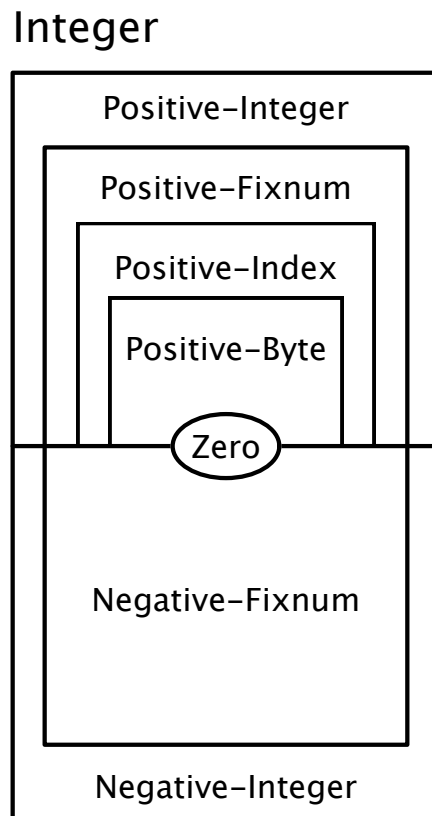 Integer
Positive-Integer
Positive-Fixnum
Positive-Index
Positive-Byte
Zero
Negative-Fixnum
Negative-Integer